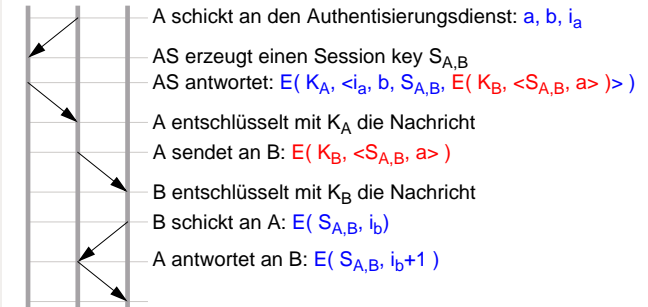 A schickt an den Authentisierungsdienst: a, b, i_a
AS erzeugt einen Session key S_A,B
AS antwortet: E( K_A, <i_a, b, S_A,B, E( K_B, <S_A,B, a> )> )
A entschlüsselt mit K_A die Nachricht
A sendet an B: E( K_B, <S_A,B, a> )
B entschlüsselt mit K_B die Nachricht
B schickt an A: E( S_A,B, i_b)
A antwortet an B: E( S_A,B, i_b+1 )